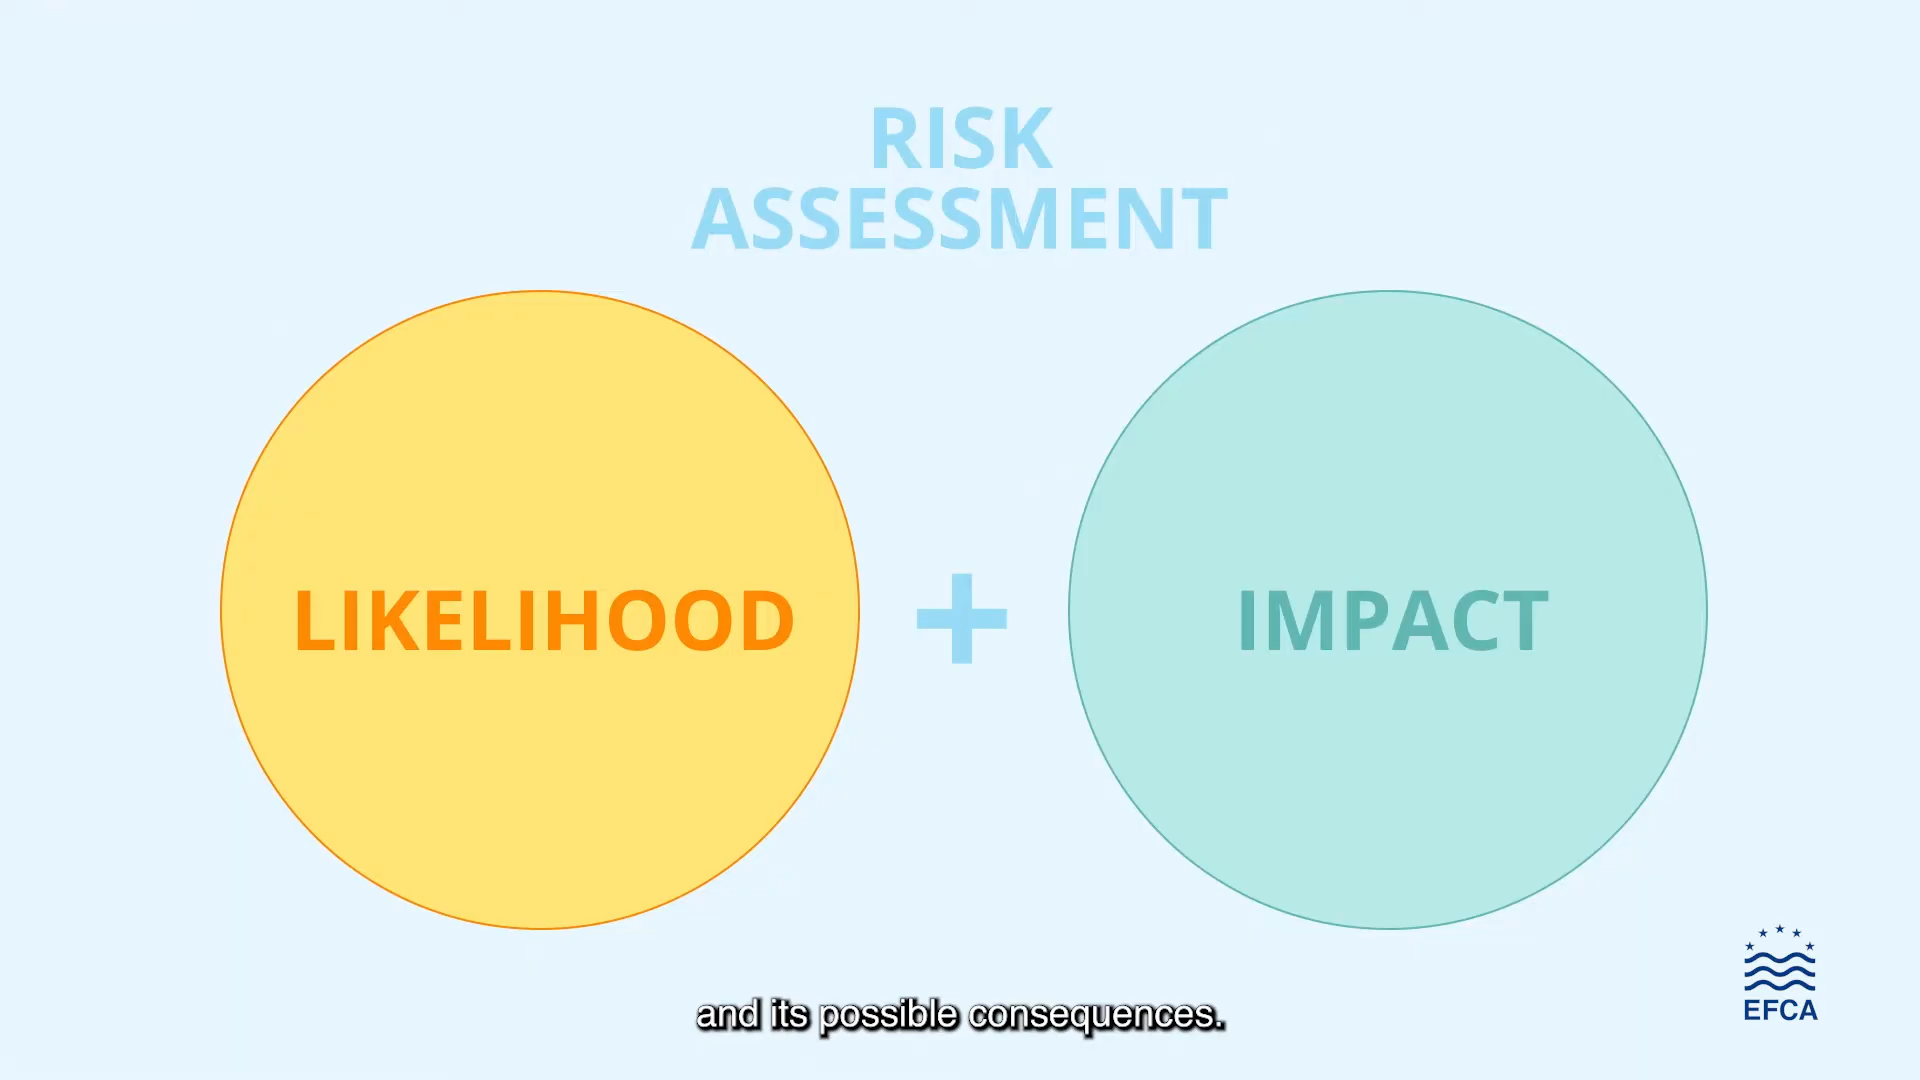 RISK
ASSESSMENT
LIKELIHOOD + IMPACT
EFCA
and its possible consequences.